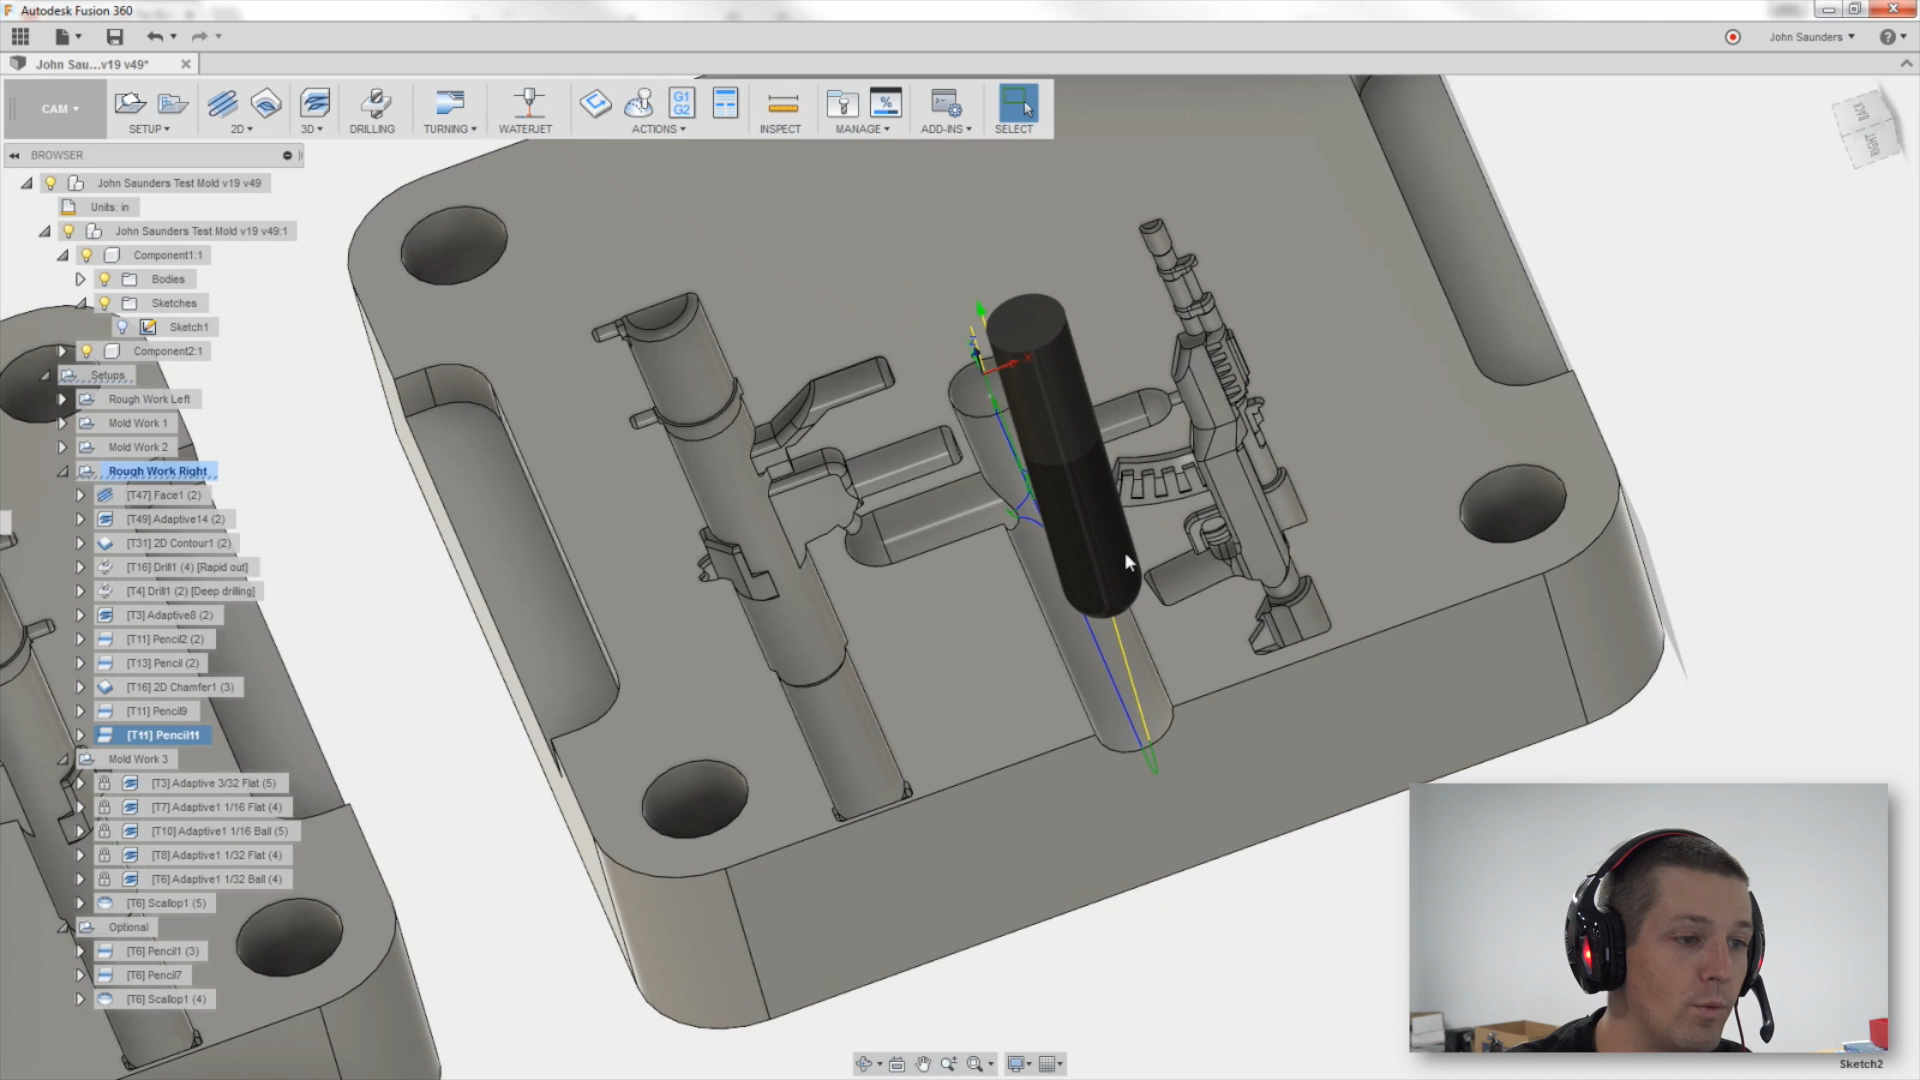 Autodesk Fusion 360
John Saunders
John Sau...v19 v49*
CAM
SETUP
2D
3D
DRILLING
TURNING
WATERJET
G1
G2
ACTIONS
INSPECT
%
MANAGE
ADD-INS
SELECT
BROWSER
BACK
RIGHT
John Saunders Test Mold v19 v49
Units: in
John Saunders Test Mold v19 v49:1
Component1:1
Bodies
Sketches
Sketch1
Component2:1
Setups
Rough Work Left
Mold Work 1
Mold Work 2
Rough Work Right
[T47] Face1 (2)
[T49] Adaptive14 (2)
[T31] 2D Contour1 (2)
[T16] Drill1 (4) [Rapid out]
[T4] Drill1 (2) [Deep drilling]
[T3] Adaptive8 (2)
[T11] Pencil2 (2)
[T13] Pencil (2)
[T16] 2D Chamfer1 (3)
[T11] Pencil9
[T11] Pencil11
Mold Work 3
[T3] Adaptive 3/32 Flat (5)
[T7] Adaptive1 1/16 Flat (4)
[T10] Adaptive1 1/16 Ball (5)
[T8] Adaptive1 1/32 Flat (4)
[T6] Adaptive1 1/32 Ball (4)
[T6] Scallop1 (5)
Optional
[T6] Pencil1 (3)
[T6] Pencil7
[T6] Scallop1 (4)
Z
X
Sketch2